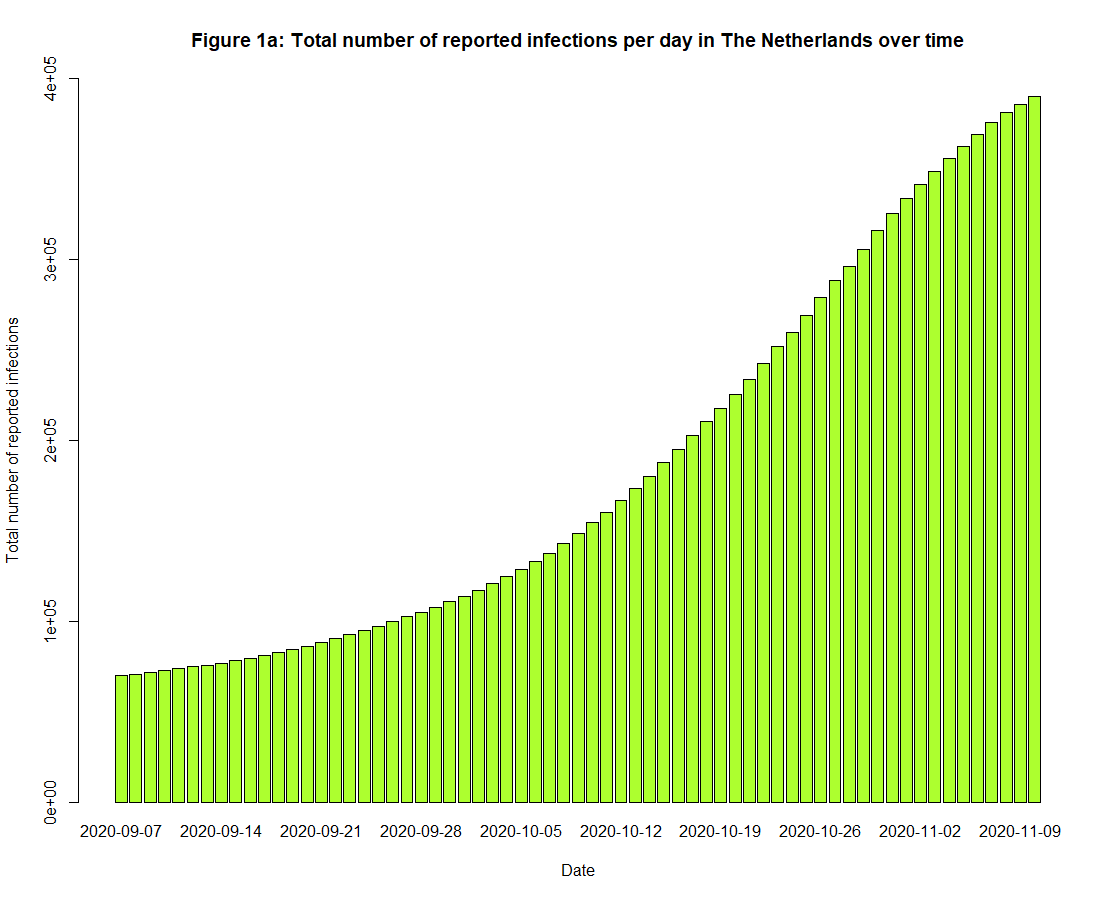 Figure 1a: Total number of reported infections per day in The Netherlands over time
4e+05
3e+05
2e+05
1e+05
0e+00
Total number of reported infections
2020-09-07 2020-09-14 2020-09-21 2020-09-28 2020-10-05 2020-10-12 2020-10-19 2020-10-26 2020-11-02 2020-11-09
Date